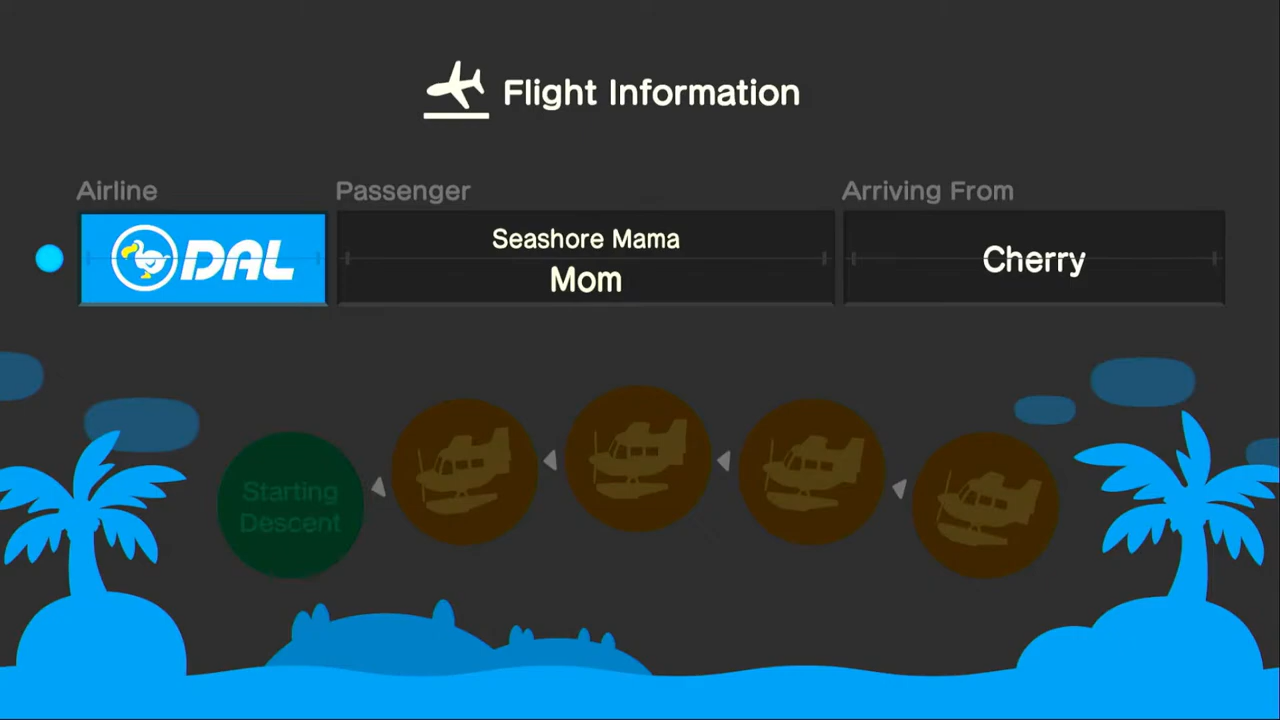 Flight Information
Airline
Passenger
Arriving From
DAL
Seashore Mama
Mom
Cherry
Starting
Descent